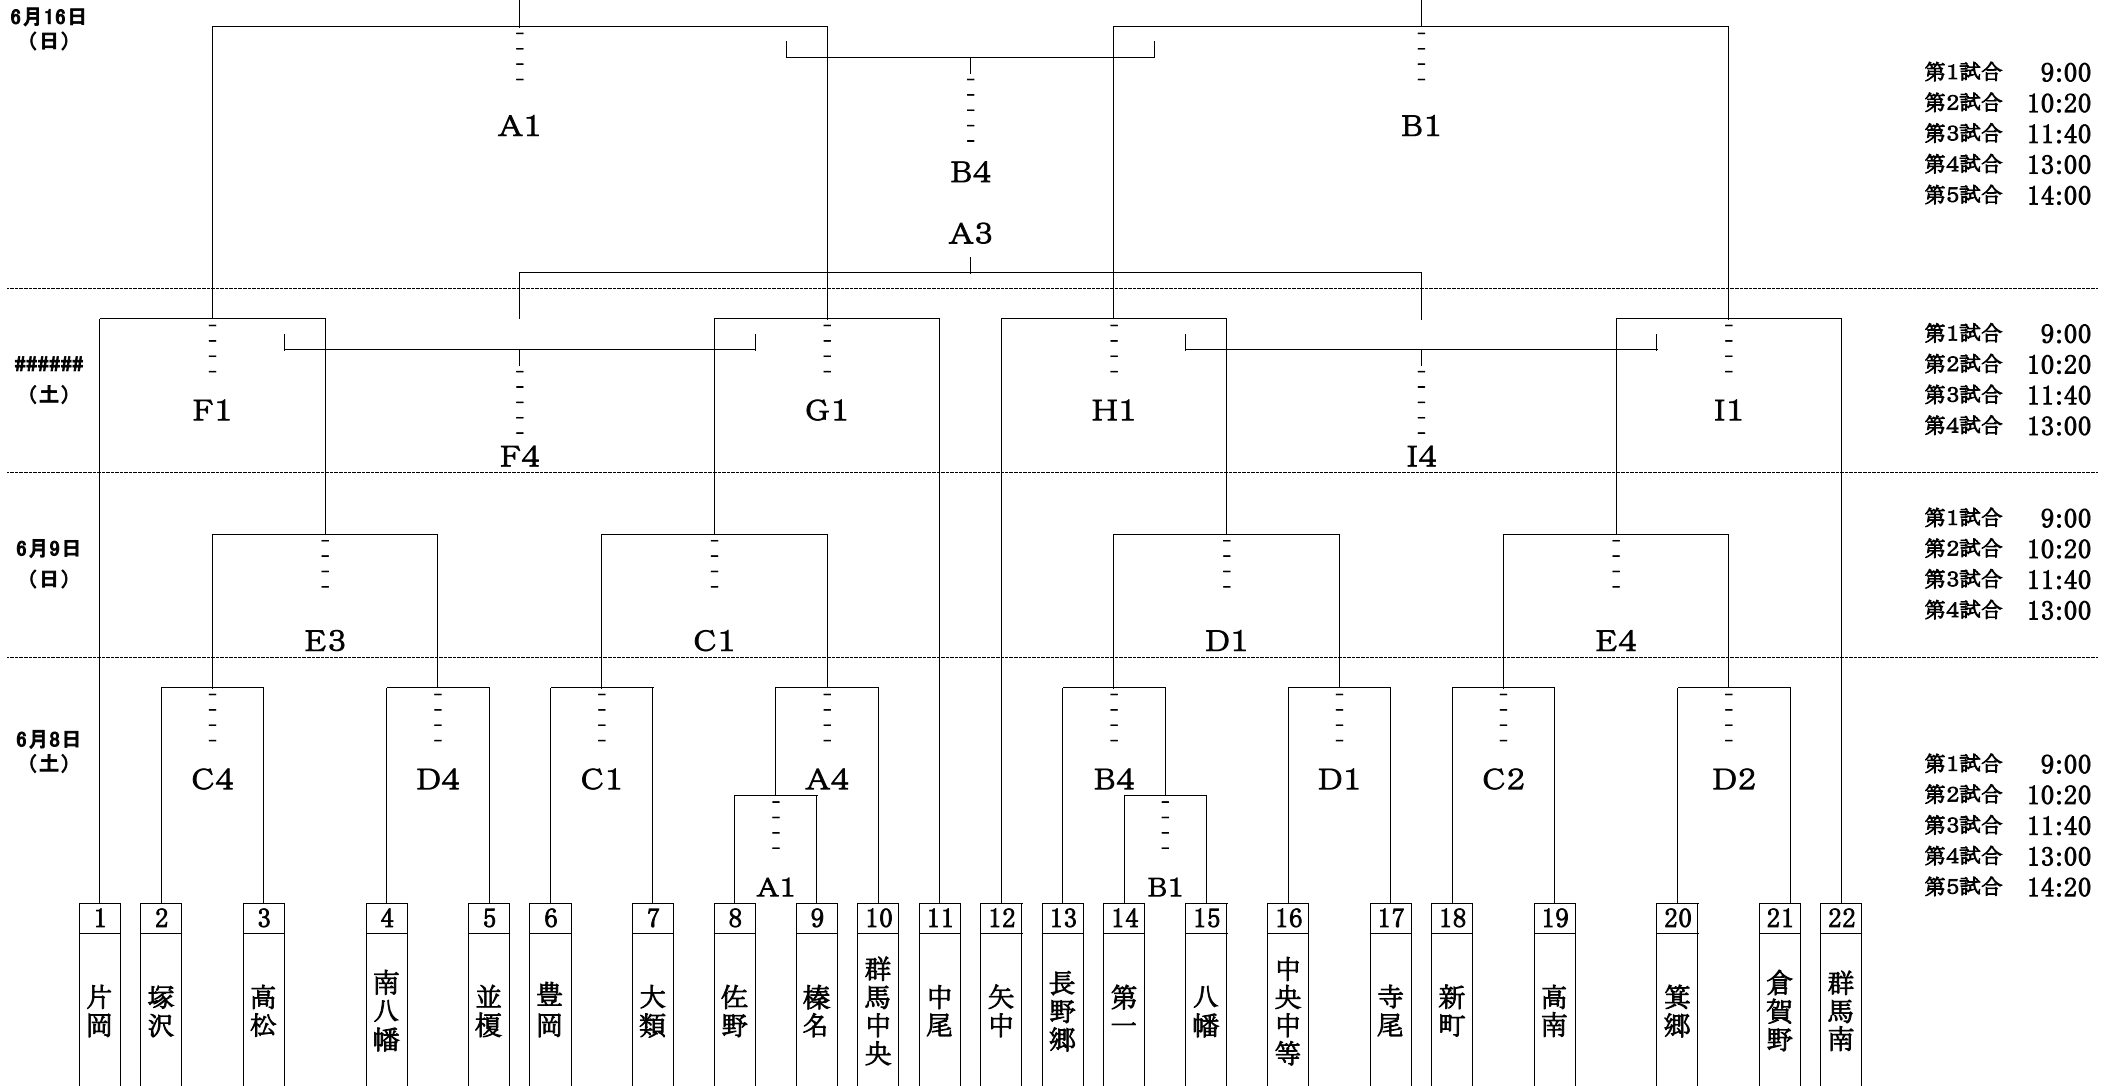 6月16日
（日）
第1試合 9:00
第2試合 10:20
A1 B1
第3試合 11:40
B4
第4試合 13:00
第5試合 14:00
A3
第1試合 9:00
###### 第2試合 10:20
（土） 第3試合 11:40
F1 G1 H1 I1
第4試合 13:00
F4 I4
第1試合 9:00
6月9日 第2試合 10:20
（日） 第3試合 11:40
第4試合 13:00
E3 C1 D1 E4
6月8日
（土） 第1試合 9:00
C4 D4 C1 A4 B4 D1 C2 D2
第2試合 10:20
第3試合 11:40
第4試合 13:00
A1 B1 第5試合 14:20
1 2 3 4 5 6 7 8 9 10 11 12 13 14 15 16 17 18 19 20 21 22
片岡
塚沢
高松
南八幡
並榎
豊岡
大類
佐野
榛名
群馬中央
中尾
矢中
長野郷
第一
八幡
中央中等
寺尾
新町
高南
箕郷
倉賀野
群馬南